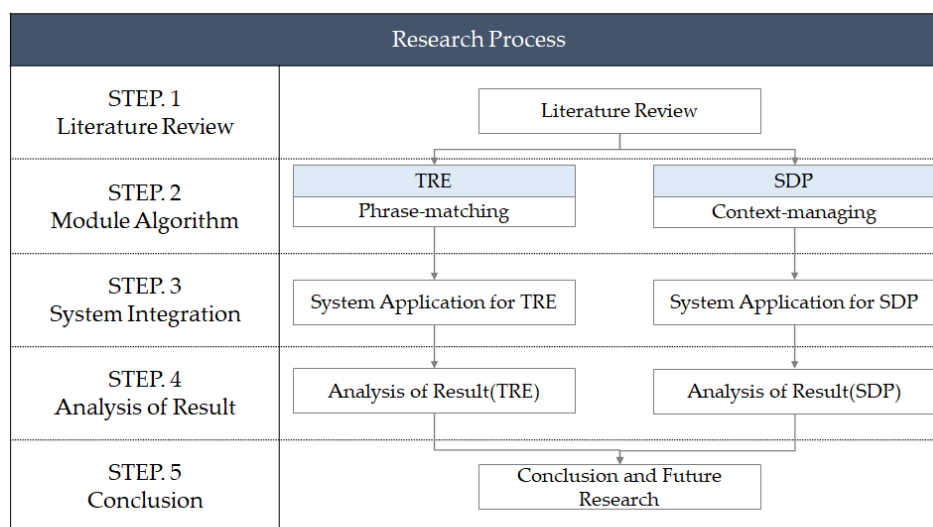 Research Process
STEP. 1
Literature Review
Literature Review
STEP. 2
Module Algorithm
TRE
Phrase-matching
SDP
Context-managing
STEP. 3
System Integration
System Application for TRE
System Application for SDP
STEP. 4
Analysis of Result
Analysis of Result(TRE)
Analysis of Result(SDP)
STEP. 5
Conclusion
Conclusion and Future
Research